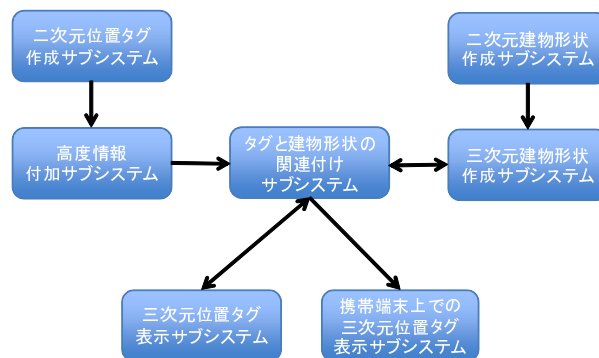 二次元位置タグ
作成サブシステム
二次元建物形状
作成サブシステム
高度情報
付加サブシステム
タグと建物形状の
関連付け
サブシステム
三次元建物形状
作成サブシステム
三次元位置タグ
表示サブシステム
携帯端末上での
三次元位置タグ
表示サブシステム